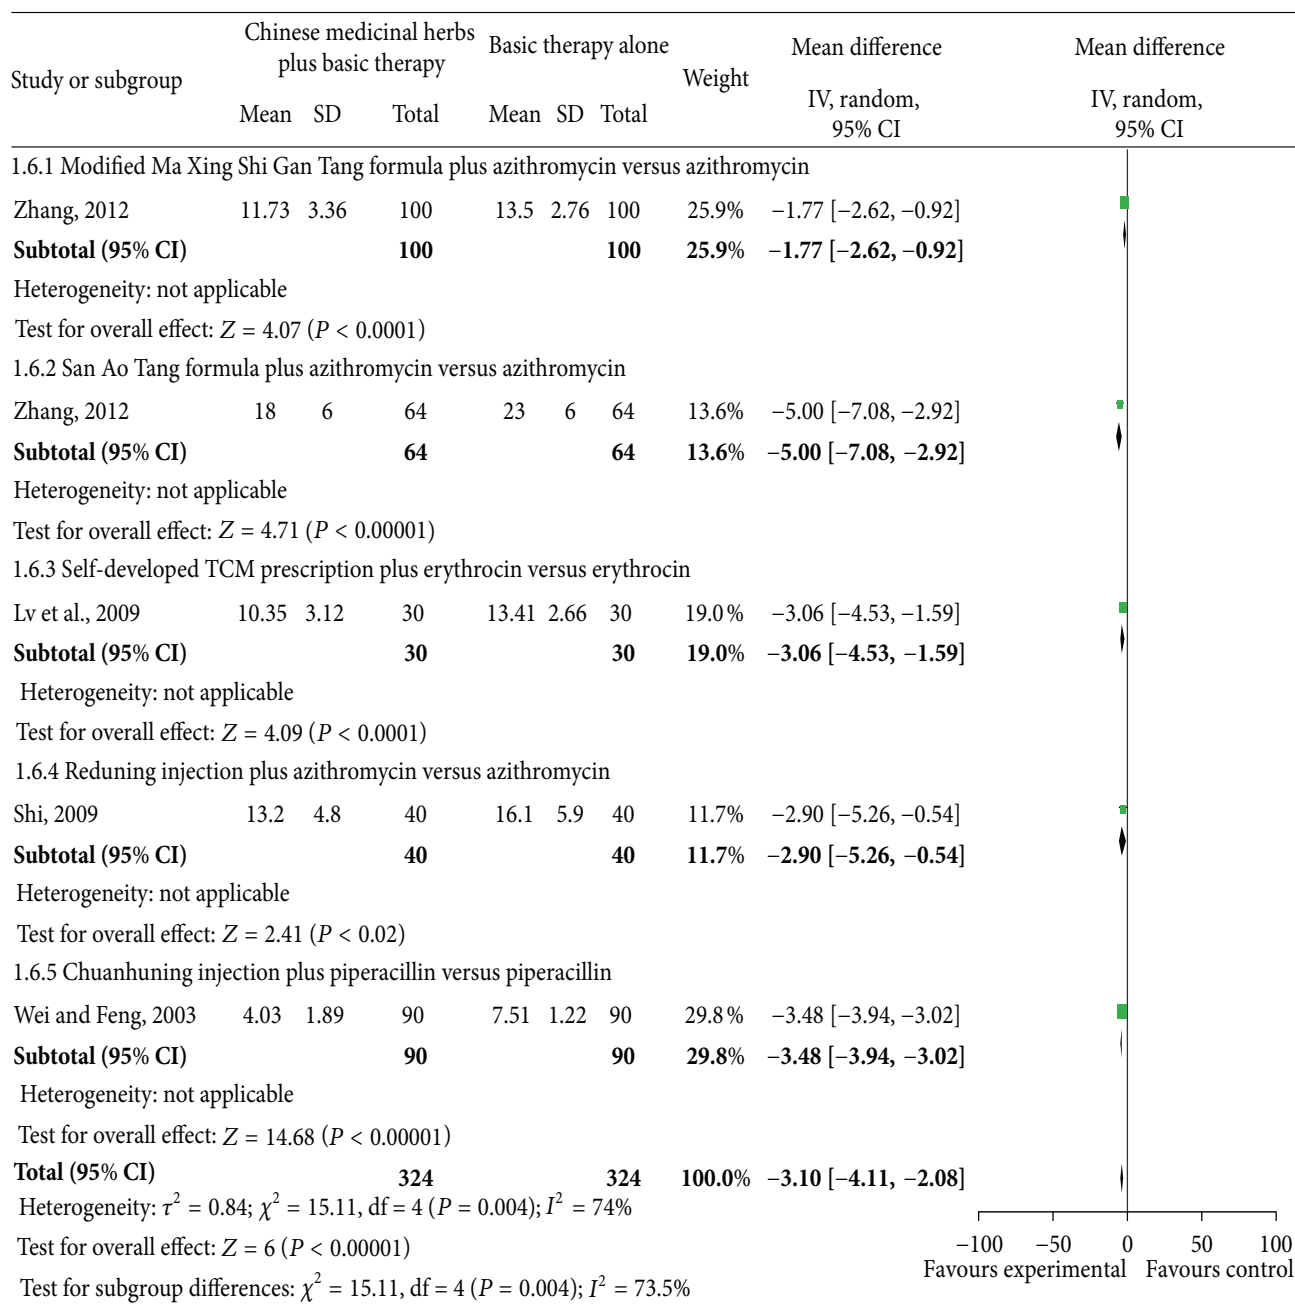 Study or subgroup
Chinese medicinal herbs plus basic therapy
Basic therapy alone
Weight
Mean difference
Mean difference
Mean SD Total Mean SD Total
IV, random, 95% CI
IV, random, 95% CI
1.6.1 Modified Ma Xing Shi Gan Tang formula plus azithromycin versus azithromycin
Zhang, 2012 11.73 3.36 100 13.5 2.76 100 25.9% −1.77 [−2.62, −0.92]
Subtotal (95% CI) 100 100 25.9% −1.77 [−2.62, −0.92]
Heterogeneity: not applicable
Test for overall effect: Z = 4.07 (P < 0.0001)
1.6.2 San Ao Tang formula plus azithromycin versus azithromycin
Zhang, 2012 18 6 64 23 6 64 13.6% −5.00 [−7.08, −2.92]
Subtotal (95% CI) 64 64 13.6% −5.00 [−7.08, −2.92]
Heterogeneity: not applicable
Test for overall effect: Z = 4.71 (P < 0.00001)
1.6.3 Self-developed TCM prescription plus erythrocin versus erythrocin
Lv et al., 2009 10.35 3.12 30 13.41 2.66 30 19.0% −3.06 [−4.53, −1.59]
Subtotal (95% CI) 30 30 19.0% −3.06 [−4.53, −1.59]
Heterogeneity: not applicable
Test for overall effect: Z = 4.09 (P < 0.0001)
1.6.4 Reduning injection plus azithromycin versus azithromycin
Shi, 2009 13.2 4.8 40 16.1 5.9 40 11.7% −2.90 [−5.26, −0.54]
Subtotal (95% CI) 40 40 11.7% −2.90 [−5.26, −0.54]
Heterogeneity: not applicable
Test for overall effect: Z = 2.41 (P < 0.02)
1.6.5 Chuanhuning injection plus piperacillin versus piperacillin
Wei and Feng, 2003 4.03 1.89 90 7.51 1.22 90 29.8% −3.48 [−3.94, −3.02]
Subtotal (95% CI) 90 90 29.8% −3.48 [−3.94, −3.02]
Heterogeneity: not applicable
Test for overall effect: Z = 14.68 (P < 0.00001)
Total (95% CI) 324 324 100.0% −3.10 [−4.11, −2.08]
Heterogeneity: τ² = 0.84; χ² = 15.11, df = 4 (P = 0.004); I² = 74%
Test for overall effect: Z = 6 (P < 0.00001)
Test for subgroup differences: χ² = 15.11, df = 4 (P = 0.004); I² = 73.5%
−100 −50 0 50 100
Favours experimental Favours control